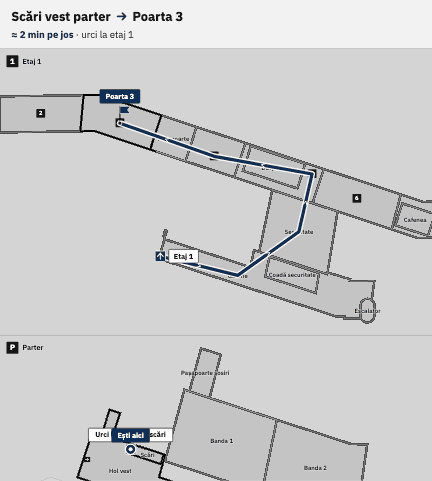 Scări vest parter → Poarta 3
≈ 2 min pe jos · urci la etaj 1
1 Etaj 1
Poarta 3
2
6
Cafenea
Securitate
Etaj 1
Coadă securitate
Escalator
P Parter
Urci
Ești aici
scări
Scări
Hol vest
Banda 1
Banda 2